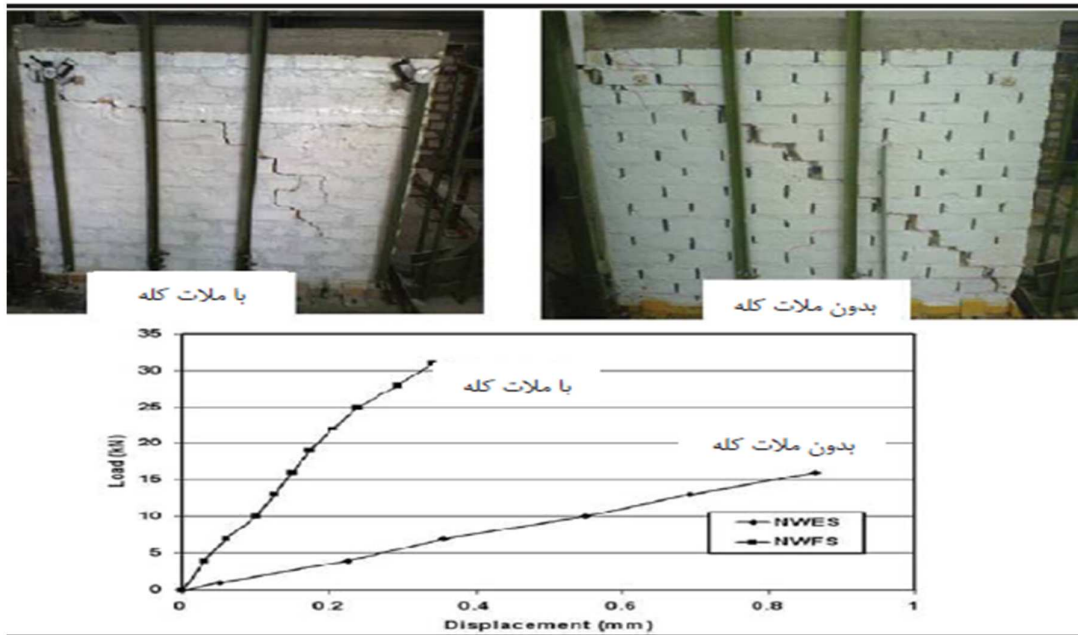 با ملات کله
بدون ملات کله
35
30
25
20
15
10
5
0
Load (kN)
با ملات کله
بدون ملات کله
NWES
NWFS
0
0.2
0.4
0.6
0.8
1
Displacement (mm)